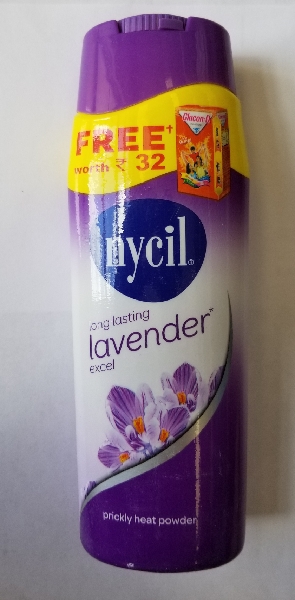 FREE†
worth ₹ 32
Glucon-D
nycil®
long lasting
lavender*
excel
prickly heat powder